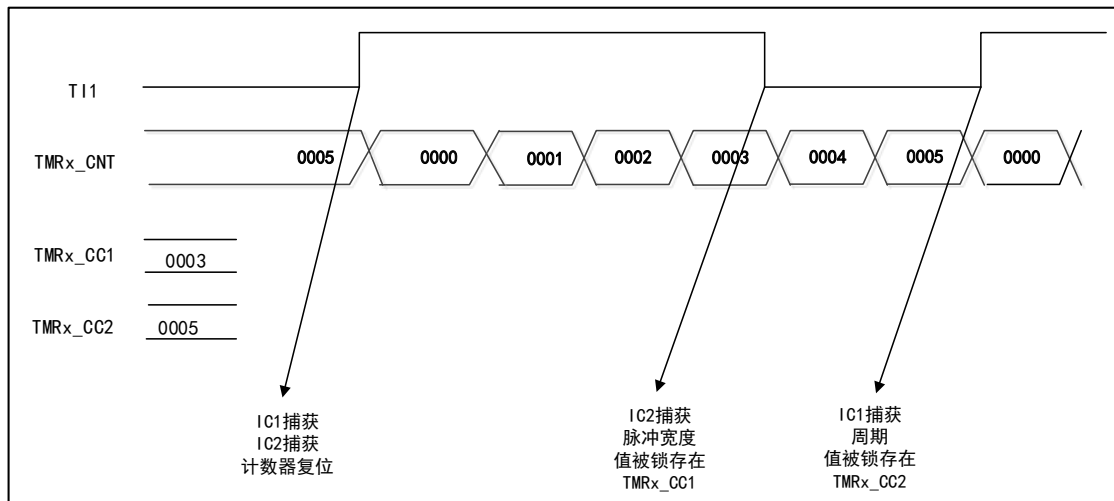 TI1
TMRx_CNT
0005 0000 0001 0002 0003 0004 0005 0000
TMRx_CC1
0003
TMRx_CC2
0005
IC1捕获
IC2捕获
计数器复位
IC2捕获
脉冲宽度
值被锁存在
TMRx_CC1
IC1捕获
周期
值被锁存在
TMRx_CC2